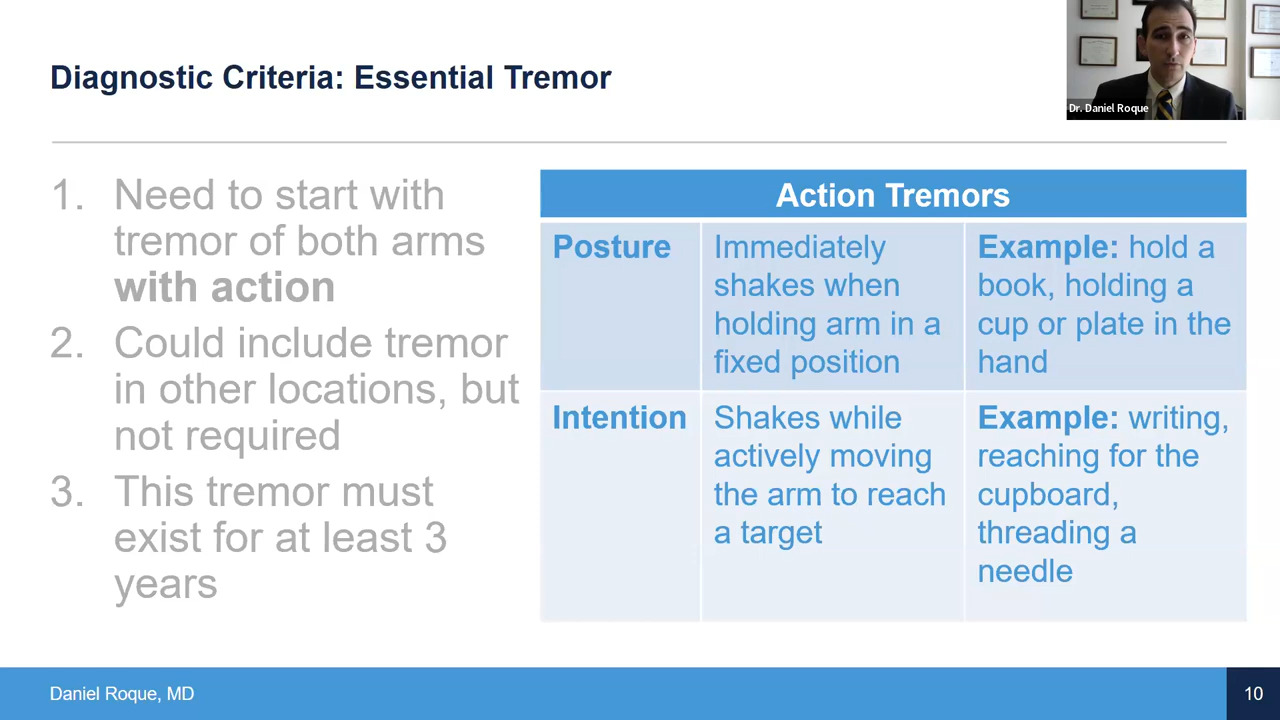 Diagnostic Criteria: Essential Tremor
Dr. Daniel Roque
1. Need to start with
tremor of both arms
with action
2. Could include tremor
in other locations, but
not required
3. This tremor must
exist for at least 3
years
Action Tremors
Posture
Immediately
shakes when
holding arm in a
fixed position
Example: hold a
book, holding a
cup or plate in the
hand
Intention
Shakes while
actively moving
the arm to reach
a target
Example: writing,
reaching for the
cupboard,
threading a
needle
Daniel Roque, MD
10